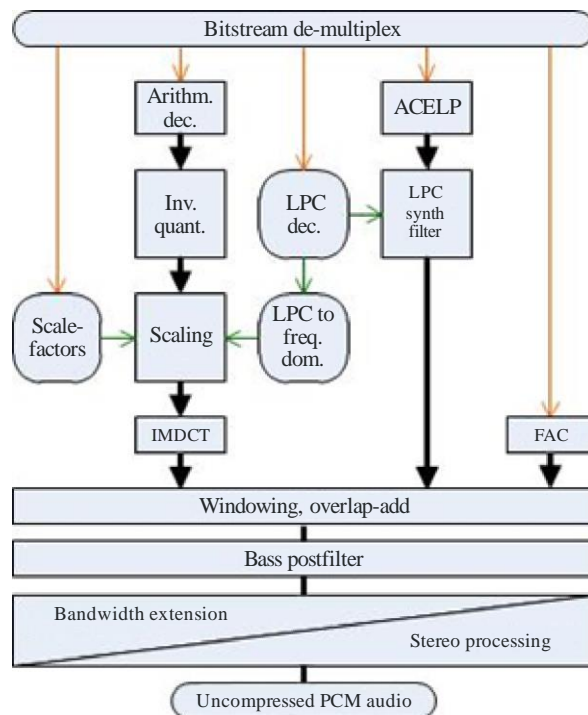 Bitstream de-multiplex
Arithm.
dec.
ACELP
Inv.
quant.
LPC
dec.
LPC
synth
filter
Scale-
factors
Scaling
LPC to
freq.
dom.
IMDCT
FAC
Windowing, overlap-add
Bass postfilter
Bandwidth extension
Stereo processing
Uncompressed PCM audio